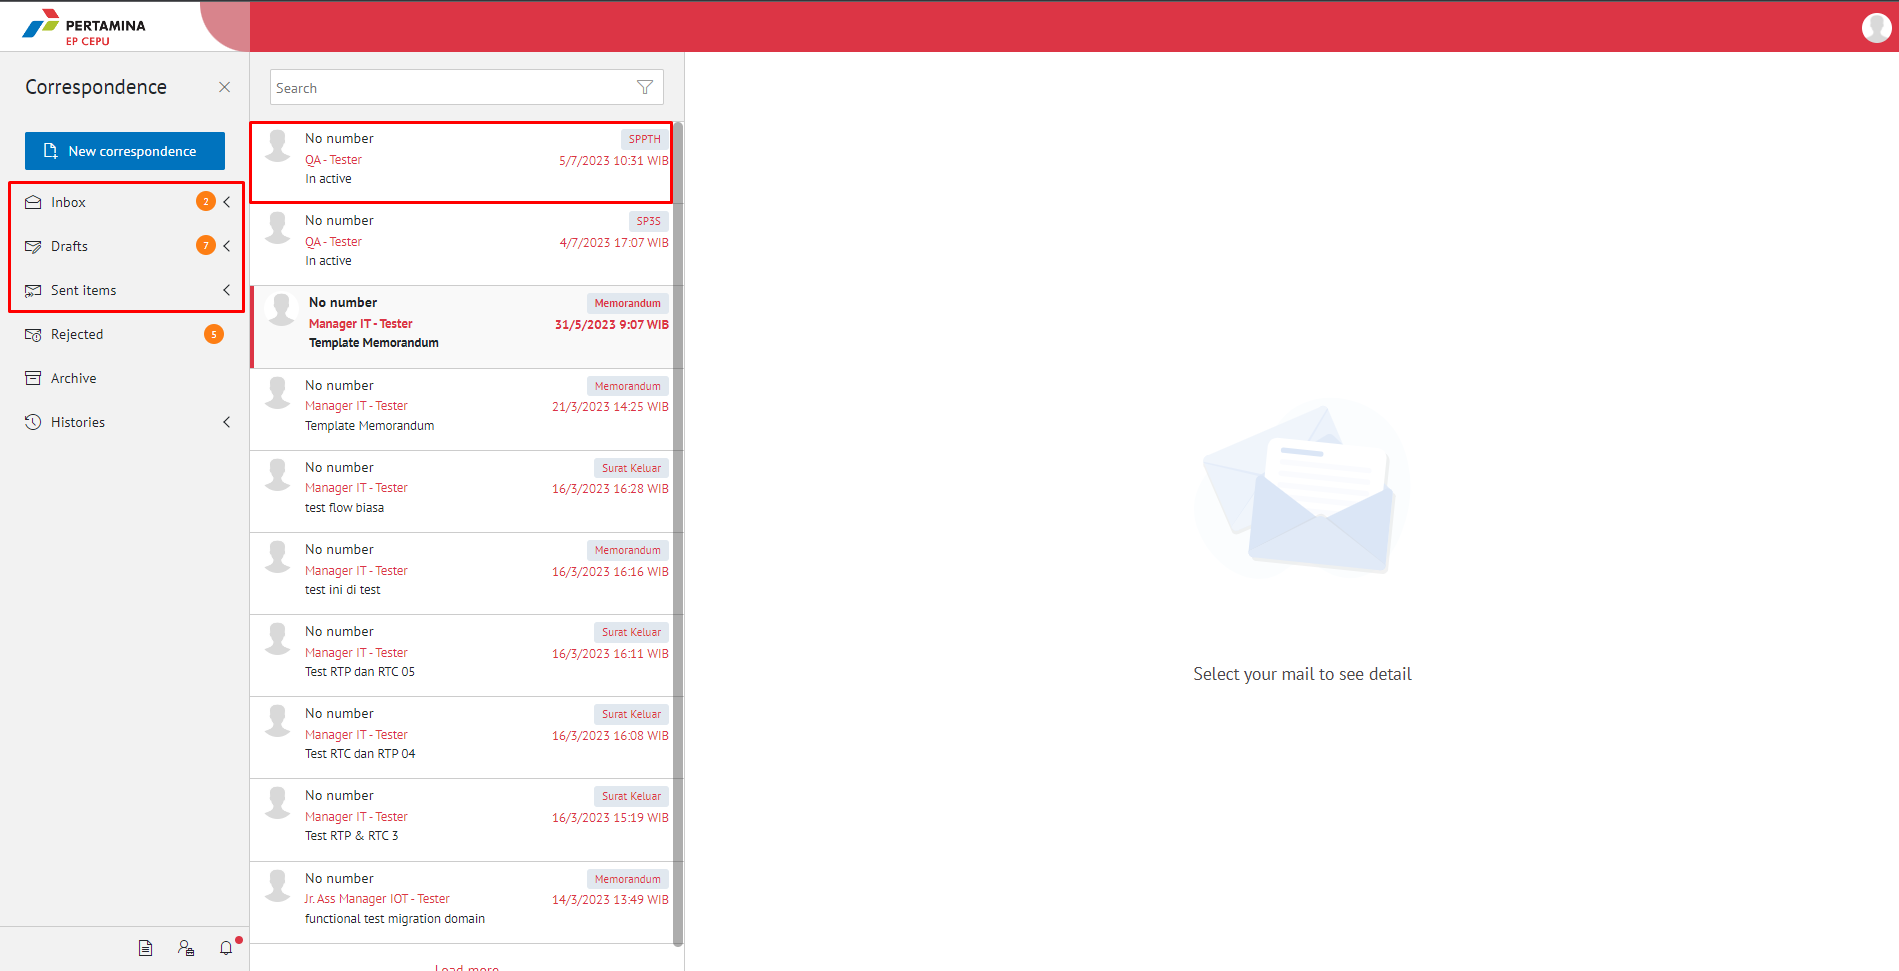 PERTAMINA
EP CEPU
Correspondence
New correspondence
Inbox 2
Drafts 7
Sent items
Rejected 5
Archive
Histories
Search
No number SPPTH
QA - Tester 5/7/2023 10:31 WIB
In active
No number SP3S
QA - Tester 4/7/2023 17:07 WIB
In active
No number Memorandum
Manager IT - Tester 31/5/2023 9:07 WIB
Template Memorandum
No number Memorandum
Manager IT - Tester 21/3/2023 14:25 WIB
Template Memorandum
No number Surat Keluar
Manager IT - Tester 16/3/2023 16:28 WIB
test flow biasa
No number Memorandum
Manager IT - Tester 16/3/2023 16:16 WIB
test ini di test
No number Surat Keluar
Manager IT - Tester 16/3/2023 16:11 WIB
Test RTP dan RTC 05
No number Surat Keluar
Manager IT - Tester 16/3/2023 16:08 WIB
Test RTC dan RTP 04
No number Surat Keluar
Manager IT - Tester 16/3/2023 15:19 WIB
Test RTP & RTC 3
No number Memorandum
Jr. Ass Manager IOT - Tester 14/3/2023 13:49 WIB
functional test migration domain
Load more
Select your mail to see detail